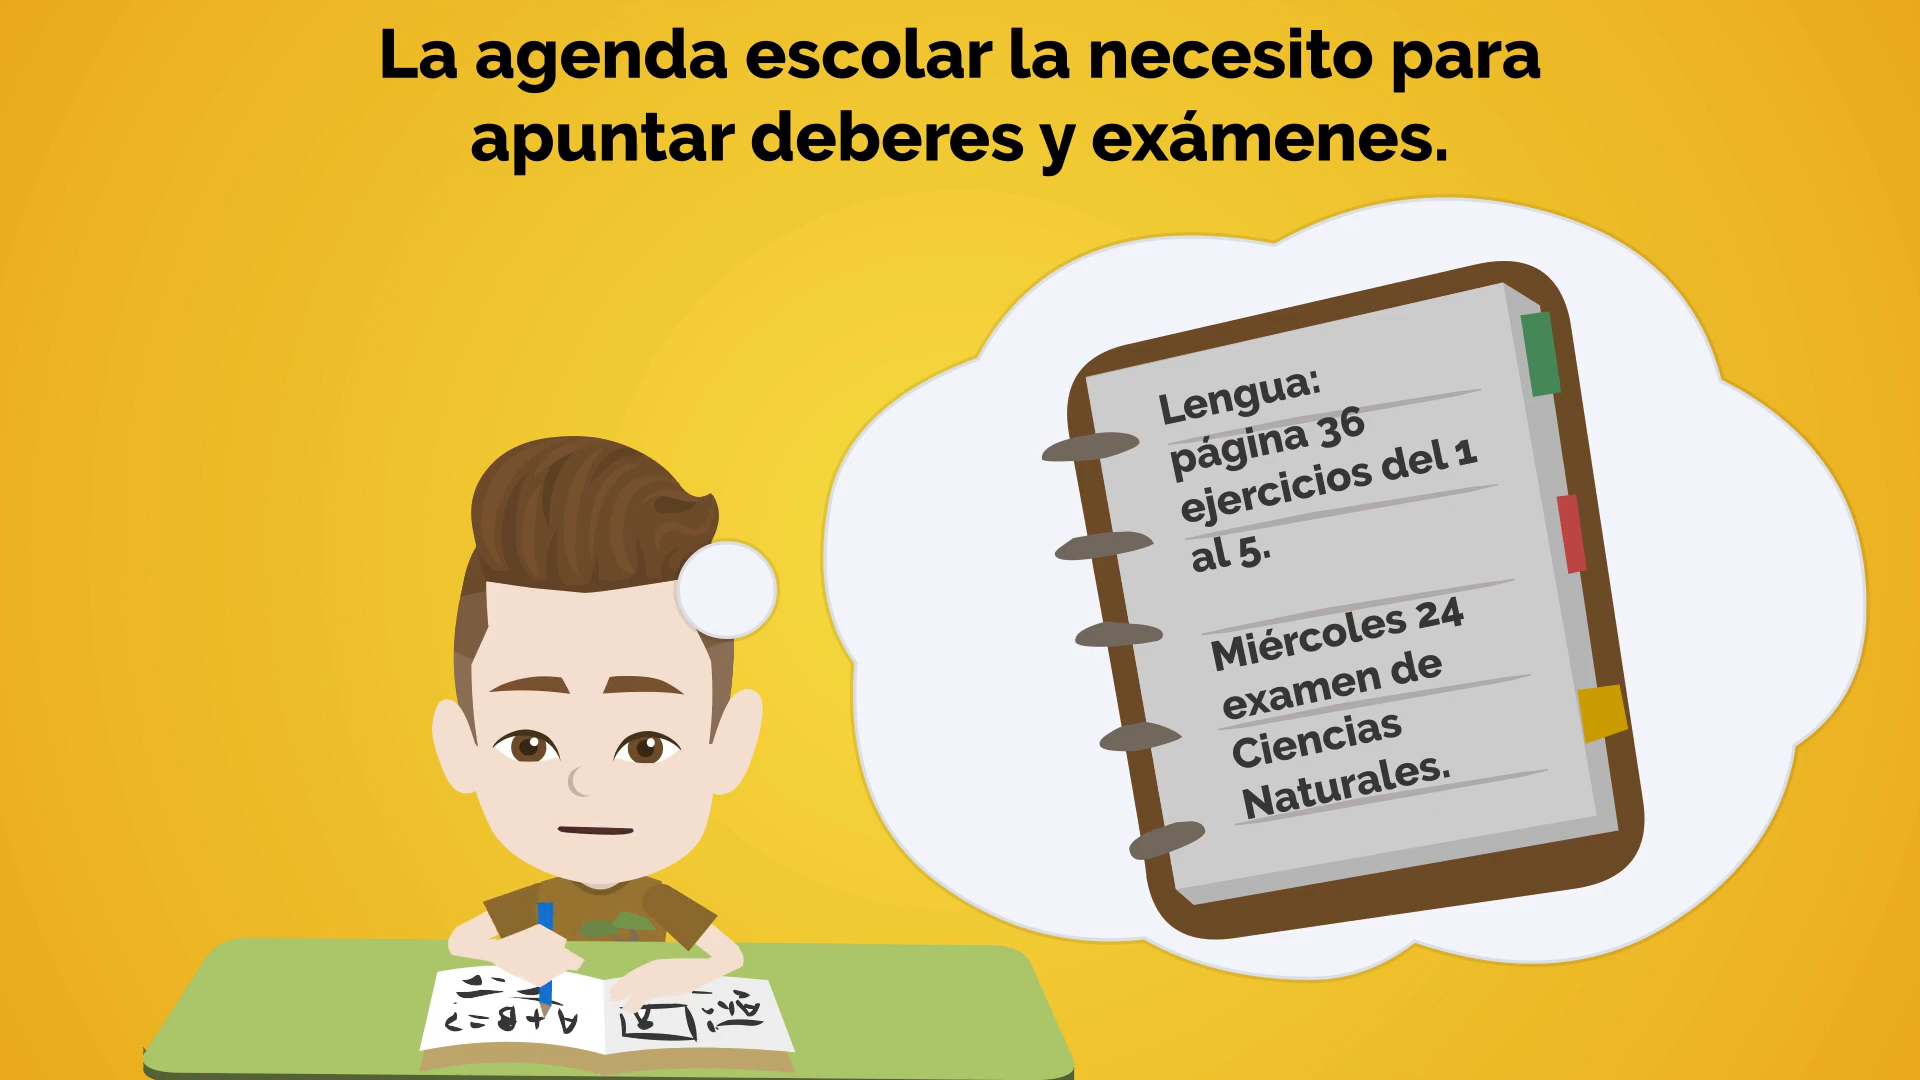 La agenda escolar la necesito para
apuntar deberes y exámenes.
Lengua:
página 36
ejercicios del 1
al 5.
Miércoles 24
examen de
Ciencias
Naturales.
A + B = ?